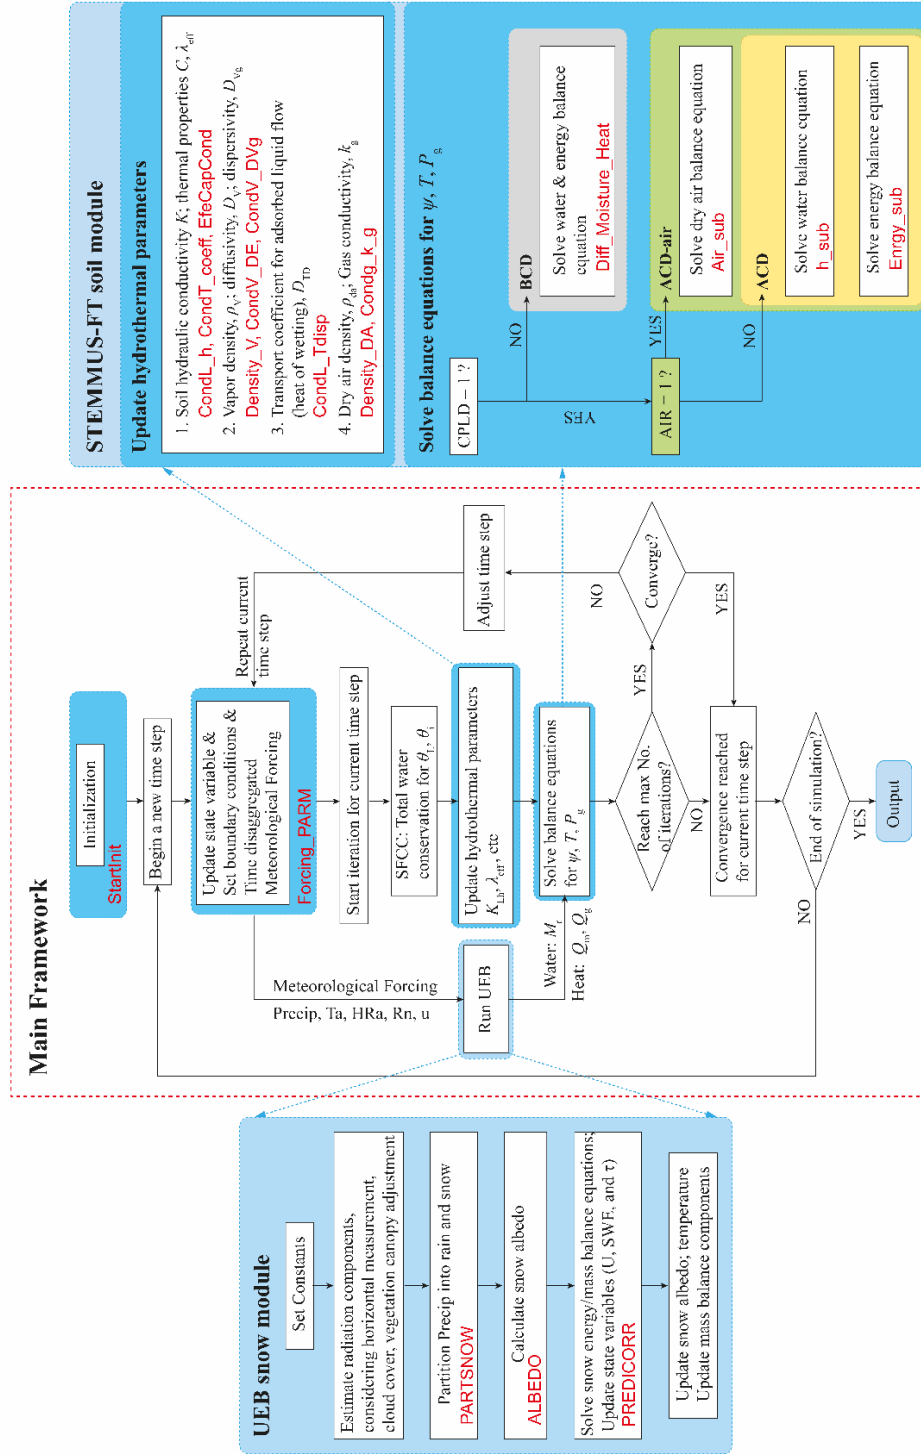 UEB snow module
Set Constants
Estimate radiation components,
considering horizontal measurement,
cloud cover, vegetation canopy adjustment
Partition Precip into rain and snow
PARTSNOW
Calculate snow albedo
ALBEDO
Solve snow energy/mass balance equations;
Update state variables (U, SWE, and τ)
PREDICORR
Update snow albedo; temperature
Update mass balance components
Main Framework
Initialization
StartInit
Begin a new time step
Update state variable &
Set boundary conditions &
Time disaggregated
Meteorological Forcing
Forcing_PARM
Repeat current
time step
Meteorological Forcing
Precip, Ta, HRa, Rn, u
Start iteration for current time step
SFCC: Total water
conservation for θL, θi
Run UEB
Update hydrothermal parameters
KLh, λeff, etc
Water: Mr
Heat: Qm, Qg
Solve balance equations
for ψ, T, Pg
Adjust time step
Reach max No.
of iterations?
YES
NO
Converge?
NO
YES
Convergence reached
for current time step
End of simulation?
NO
YES
Output
STEMMUS-FT soil module
Update hydrothermal parameters
1. Soil hydraulic conductivity K; thermal properties C, λeff
CondL_h, CondT_coeff, EfeCapCond
2. Vapor density, ρV; diffusivity, DV; dispersivity, DVg
Density_V, CondV_DE, CondV_DVg
3. Transport coefficient for adsorbed liquid flow
(heat of wetting), DTD
CondL_Tdisp
4. Dry air density, ρda; Gas conductivity, kg
Density_DA, Condg_k_g
Solve balance equations for ψ, T, Pg
CPLD = 1 ?
NO
BCD
Solve water & energy balance
equation
Diff_Moisture_Heat
YES
AIR = 1 ?
YES
ACD-air
Solve dry air balance equation
Air_sub
NO
ACD
Solve water balance equation
h_sub
Solve energy balance equation
Enrgy_sub